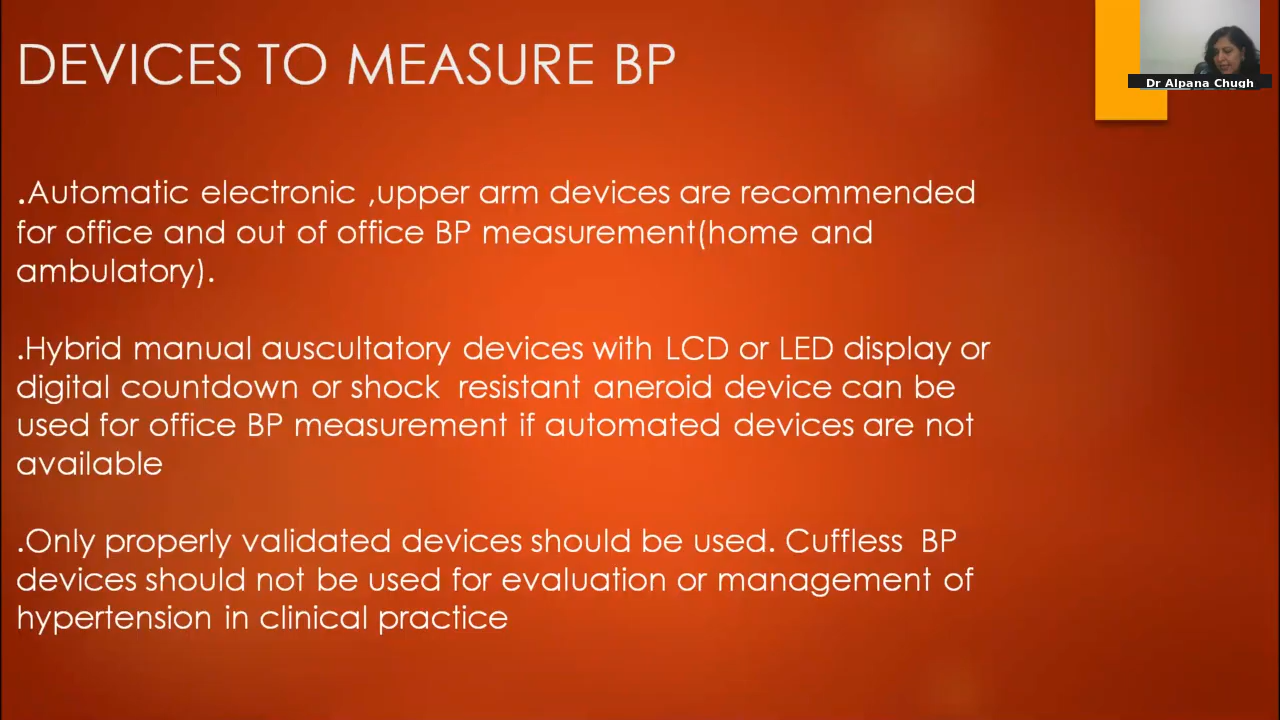 DEVICES TO MEASURE BP
Dr Alpana Chugh
.Automatic electronic ,upper arm devices are recommended
for office and out of office BP measurement(home and
ambulatory).
.Hybrid manual auscultatory devices with LCD or LED display or
digital countdown or shock  resistant aneroid device can be
used for office BP measurement if automated devices are not
available
.Only properly validated devices should be used. Cuffless  BP
devices should not be used for evaluation or management of
hypertension in clinical practice